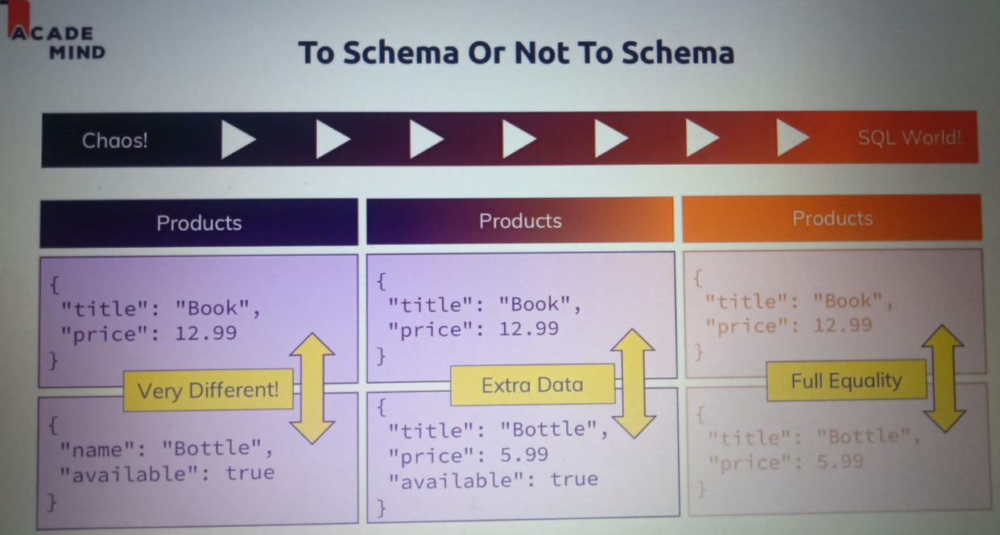 ACADE
MIND
To Schema Or Not To Schema
Chaos!
SQL World!
Products
{
"title": "Book",
"price": 12.99
}
Very Different!
{
"name": "Bottle",
"available": true
}
Products
{
"title": "Book",
"price": 12.99
}
Extra Data
{
"title": "Bottle",
"price": 5.99
"available": true
}
Products
{
"title": "Book",
"price": 12.99
}
Full Equality
{
"title": "Bottle",
"price": 5.99
}